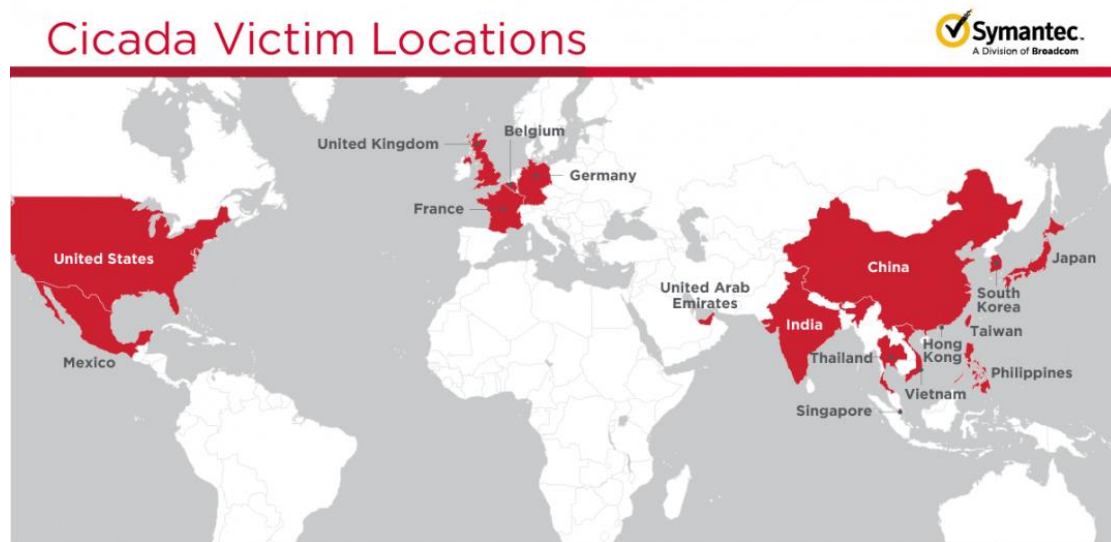 Cicada Victim Locations
Symantec.
A Division of Broadcom
United Kingdom
Belgium
Germany
France
United States
Mexico
United Arab
Emirates
China
Japan
South
Korea
India
Taiwan
Hong
Kong
Thailand
Philippines
Vietnam
Singapore